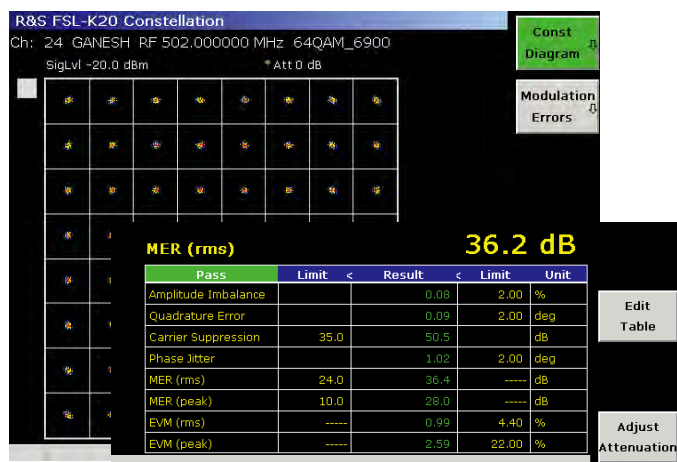 R&S FSL-K20 Constellation
Ch: 24 GANESH RF 502.000000 MHz 64QAM_6900
SigLvl -20.0 dBm * Att 0 dB
Const Diagram
Modulation Errors
MER (rms) 36.2 dB
Pass Limit < Result < Limit Unit
Amplitude Imbalance 0.08 2.00 %
Quadrature Error 0.09 2.00 deg
Carrier Suppression 35.0 50.5 dB
Phase Jitter 1.02 2.00 deg
MER (rms) 24.0 36.4 ----- dB
MER (peak) 10.0 28.0 ----- dB
EVM (rms) ----- 0.99 4.40 %
EVM (peak) ----- 2.59 22.00 %
Edit Table
Adjust Attenuation